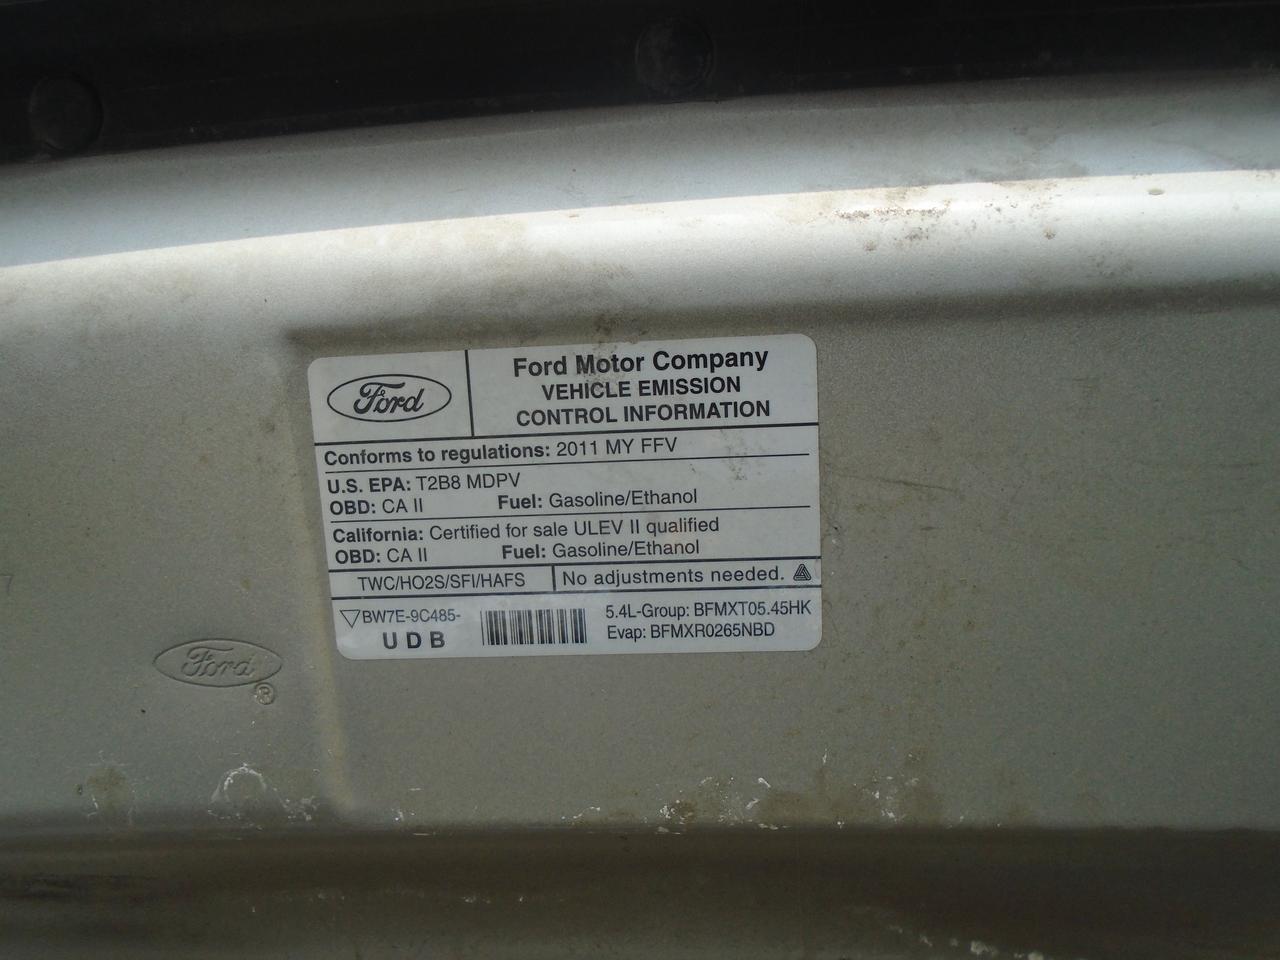 Ford
Ford Motor Company
VEHICLE EMISSION
CONTROL INFORMATION
Conforms to regulations: 2011 MY FFV
U.S. EPA: T2B8 MDPV
OBD: CA II Fuel: Gasoline/Ethanol
California: Certified for sale ULEV II qualified
OBD: CA II Fuel: Gasoline/Ethanol
TWC/HO2S/SFI/HAFS No adjustments needed.
BW7E-9C485-
UDB
5.4L-Group: BFMXT05.45HK
Evap: BFMXR0265NBD
Ford ®